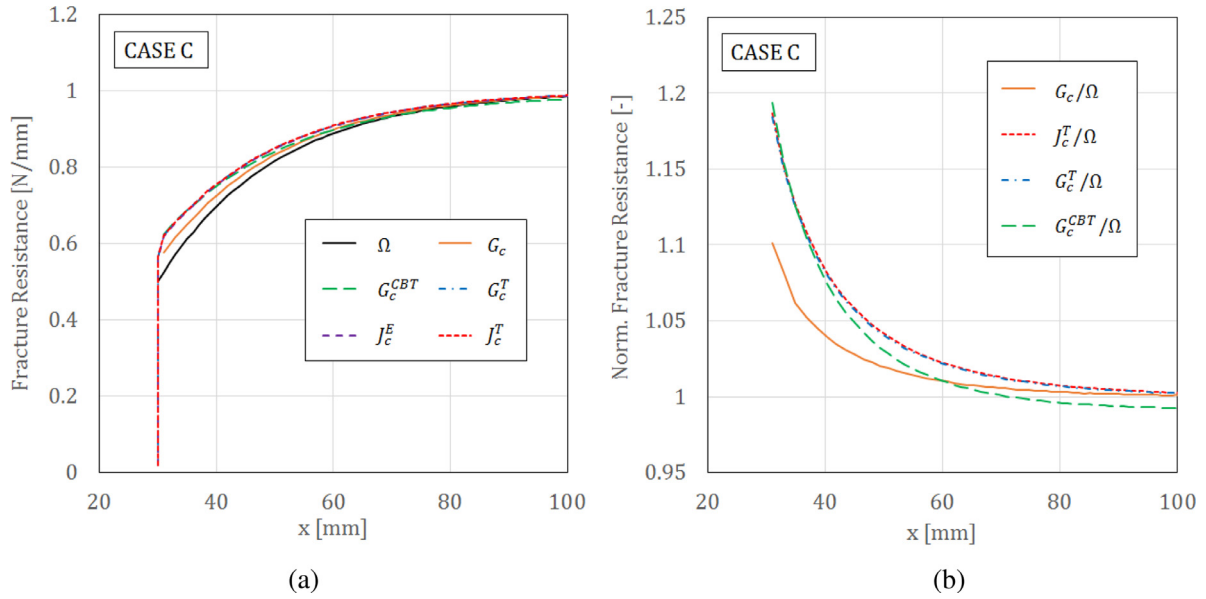 CASE C
Fracture Resistance [N/mm]
1.2
1
0.8
0.6
0.4
0.2
0
Ω
G_c
G_c^{CBT}
G_c^T
J_c^E
J_c^T
20 40 60 80 100
x [mm]
(a)
CASE C
Norm. Fracture Resistance [-]
1.25
1.2
1.15
1.1
1.05
1
0.95
G_c/Ω
J_c^T/Ω
G_c^T/Ω
G_c^{CBT}/Ω
20 40 60 80 100
x [mm]
(b)